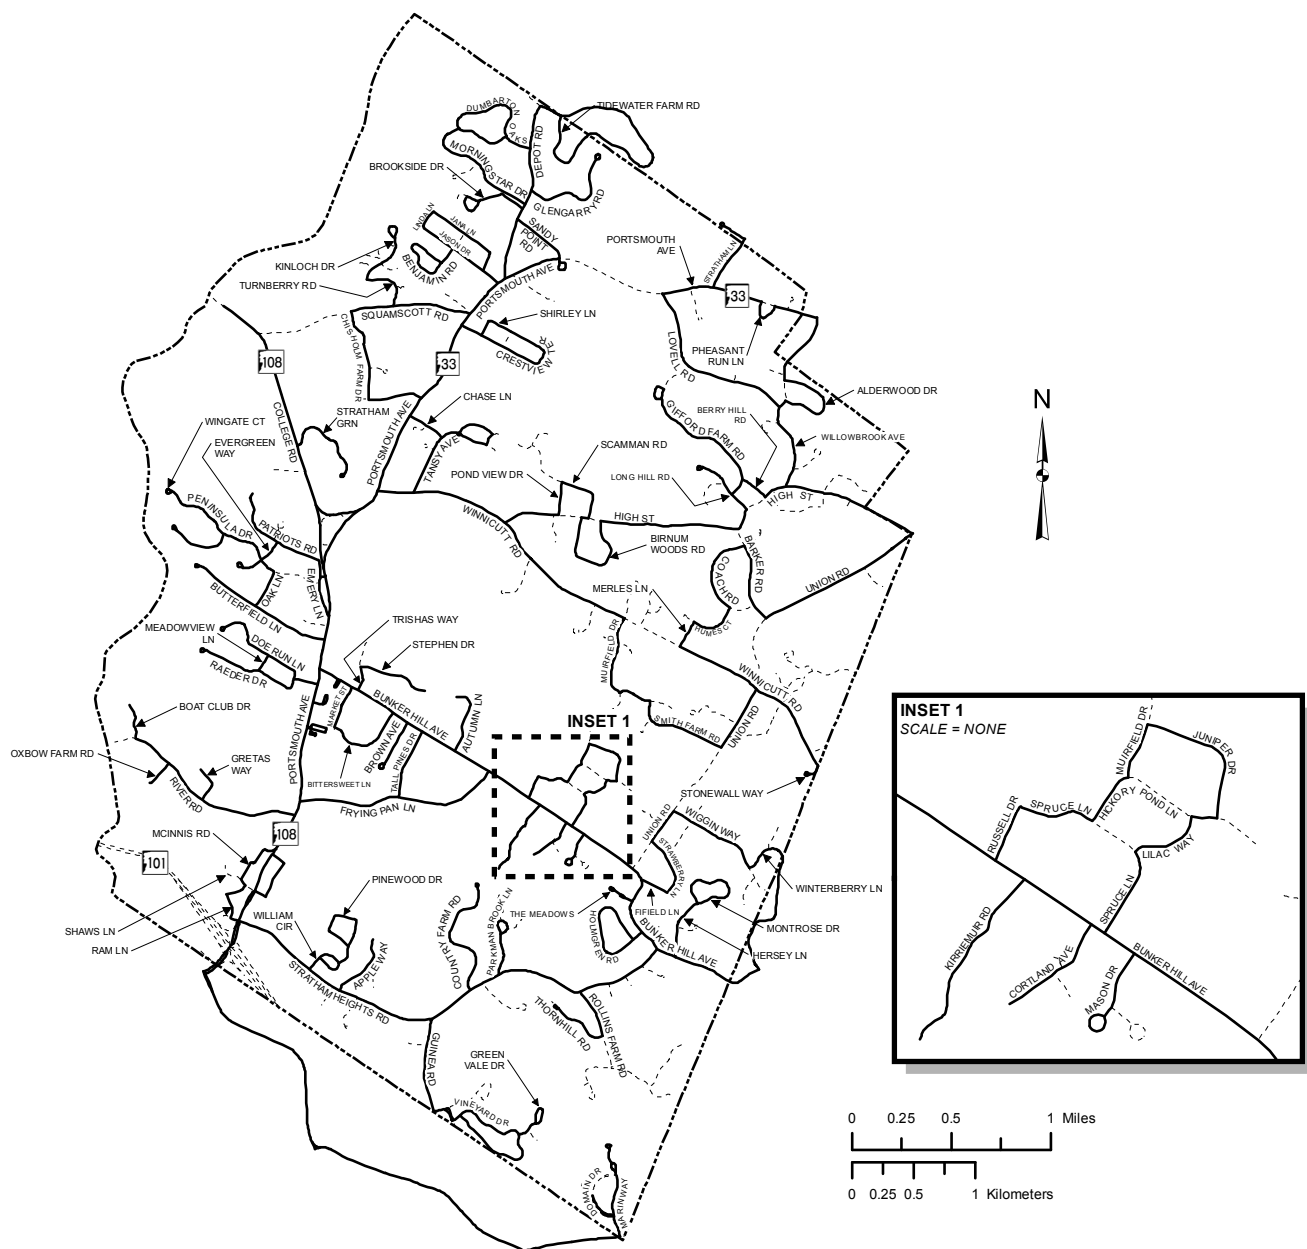 DUMBARTON OAKS
TIDEWATER FARM RD
DEPOT RD
MORNINGSTAR DR
BROOKSIDE DR
GLENGARRY RD
LINDA LN
JANA LN
JASON DR
SANDY
POINT
RD
BENJAMIN RD
PORTSMOUTH
AVE
STRATHAM LN
KINLOCH DR
TURNBERRY RD
PORTSMOUTH AVE
33
SQUAMSCOTT RD
SHIRLEY LN
CRESTVIEW TER
CHISHOLM FARM DR
108
33
LOVELL RD
PHEASANT
RUN LN
ALDERWOOD DR
CHASE LN
COLLEGE RD
STRATHAM
GRN
PORTSMOUTH AVE
BERRY HILL
RD
GIFFORD FARM RD
WINGATE CT
EVERGREEN
WAY
WILLOWBROOK AVE
SCAMMAN RD
TANSY AVE
POND VIEW DR
LONG HILL RD
HIGH ST
PENINSULA DR
PATRIOTS RD
WINNICUTT RD
HIGH ST
BIRNUM
WOODS RD
BARKER RD
COACH RD
UNION RD
OAK LN
EMERY LN
BUTTERFIELD LN
MERLES LN
HUMES CT
MEADOWVIEW
LN
TRISHAS WAY
STEPHEN DR
DOE RUN LN
RAEDER DR
MUIRFIELD DR
WINNICUTT RD
MARKET ST
BUNKER HILL AVE
AUTUMN LN
BOAT CLUB DR
PORTSMOUTH AVE
BROWN AVE
TALL PINES DR
INSET 1
SMITH FARM RD
UNION RD
OXBOW FARM RD
GRETAS
WAY
BITTERSWEET LN
STONEWALL WAY
RIVER RD
FRYING PAN LN
UNION RD
WIGGIN WAY
MCINNIS RD
108
STRAWBERRY LN
101
PINEWOOD DR
WINTERBERRY LN
SHAWS LN
WILLIAM
CIR
COUNTRY FARM RD
PARKMAN BROOK LN
THE MEADOWS
FIFIELD LN
MONTROSE DR
RAM LN
HOLMGREN RD
BUNKER HILL AVE
HERSEY LN
APPLE WAY
STRATHAM HEIGHTS RD
THORNHILL RD
ROLLINS FARM RD
GUINEA RD
GREEN
VALE DR
VINEYARD DR
DOMAIN DR
MARIN WAY
N
INSET 1
SCALE = NONE
MUIRFIELD DR
JUNIPER DR
RUSSELL DR
SPRUCE LN
HICKORY POND LN
LILAC WAY
SPRUCE LN
KIRRIEMUIR RD
CORTLAND AVE
MASON DR
BUNKER HILL AVE
0 0.25 0.5 1 Miles
0 0.25 0.5 1 Kilometers